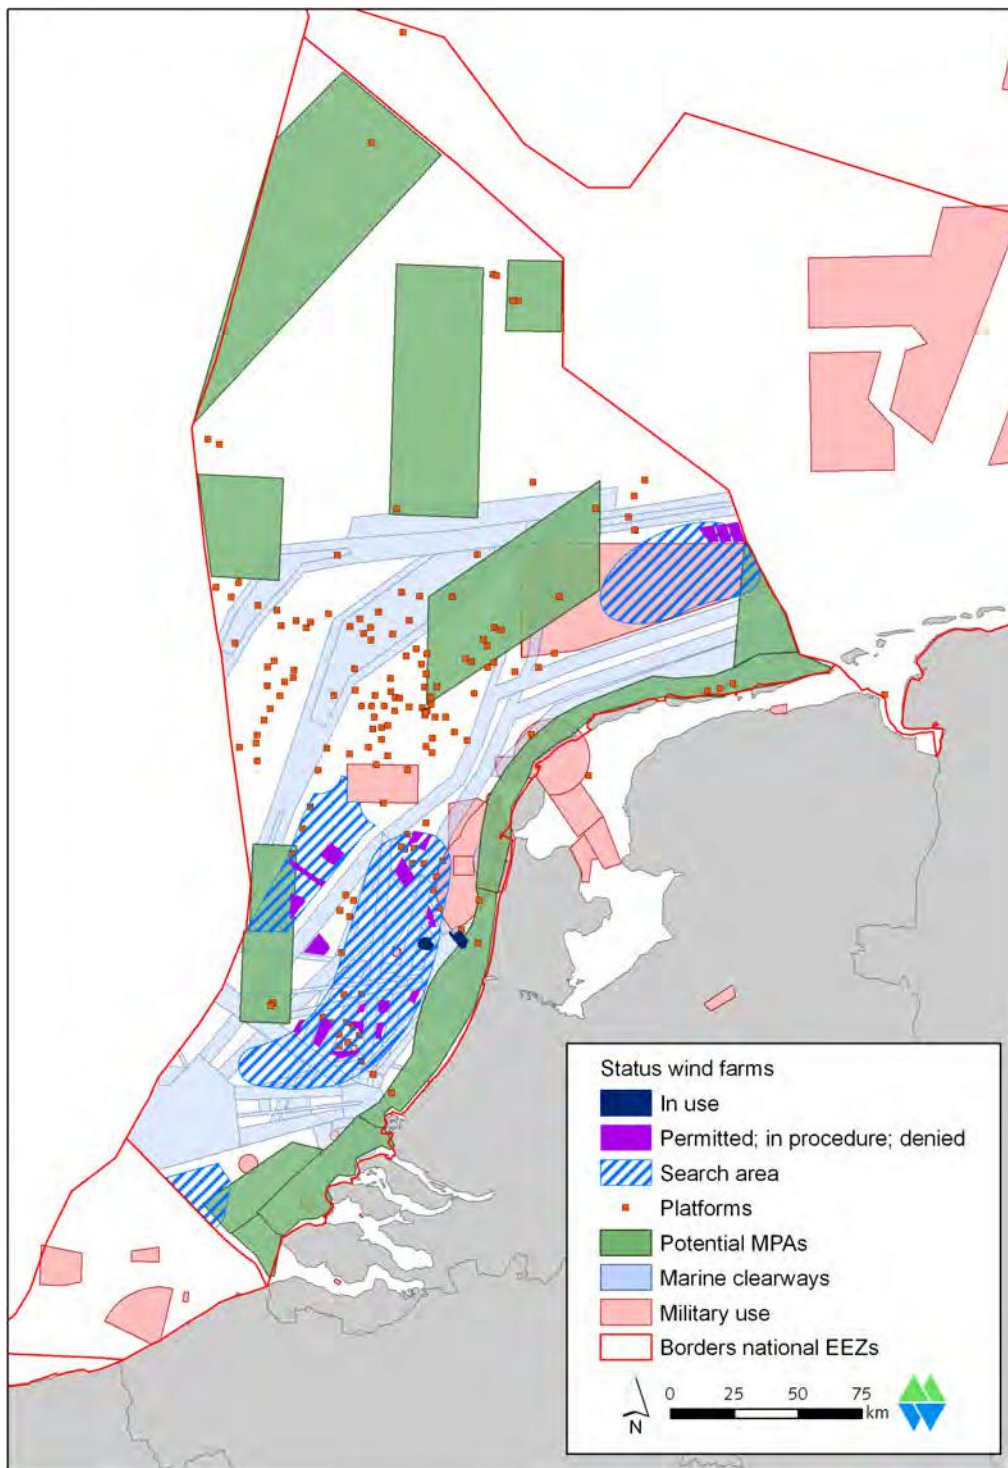 Status wind farms
In use
Permitted; in procedure; denied
Search area
Platforms
Potential MPAs
Marine clearways
Military use
Borders national EEZs
N
0 25 50 75
km